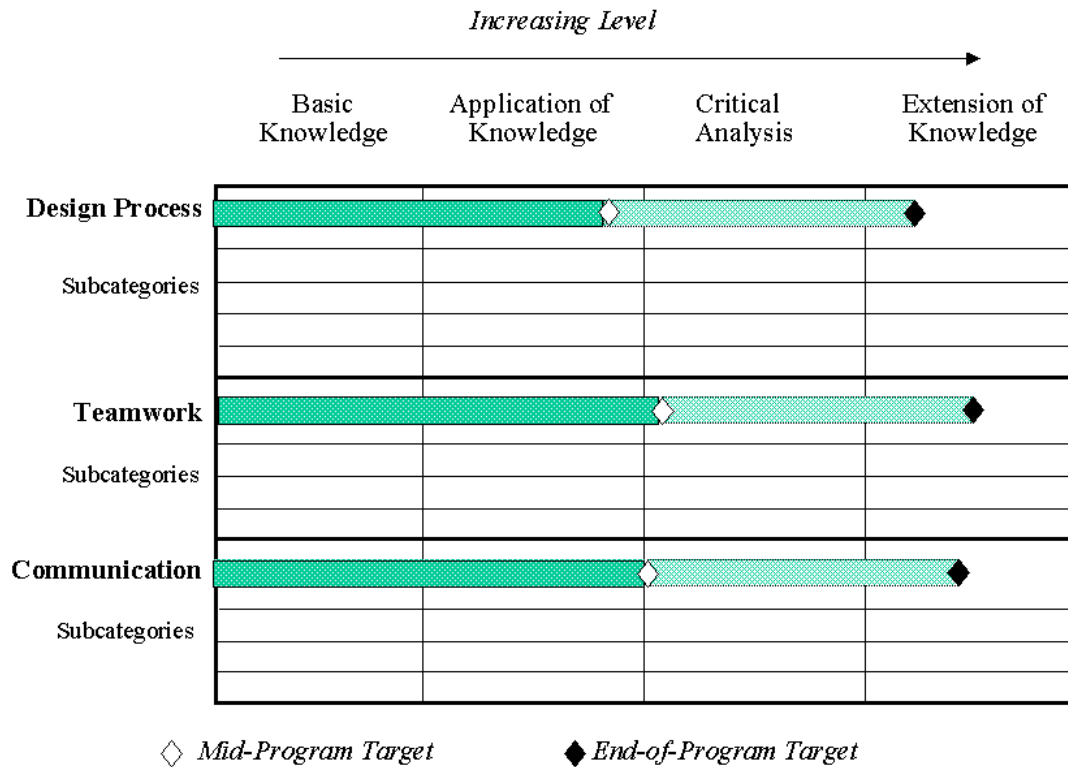 Increasing Level
Basic Knowledge
Application of Knowledge
Critical Analysis
Extension of Knowledge
Design Process
Subcategories
Teamwork
Subcategories
Communication
Subcategories
Mid-Program Target
End-of-Program Target